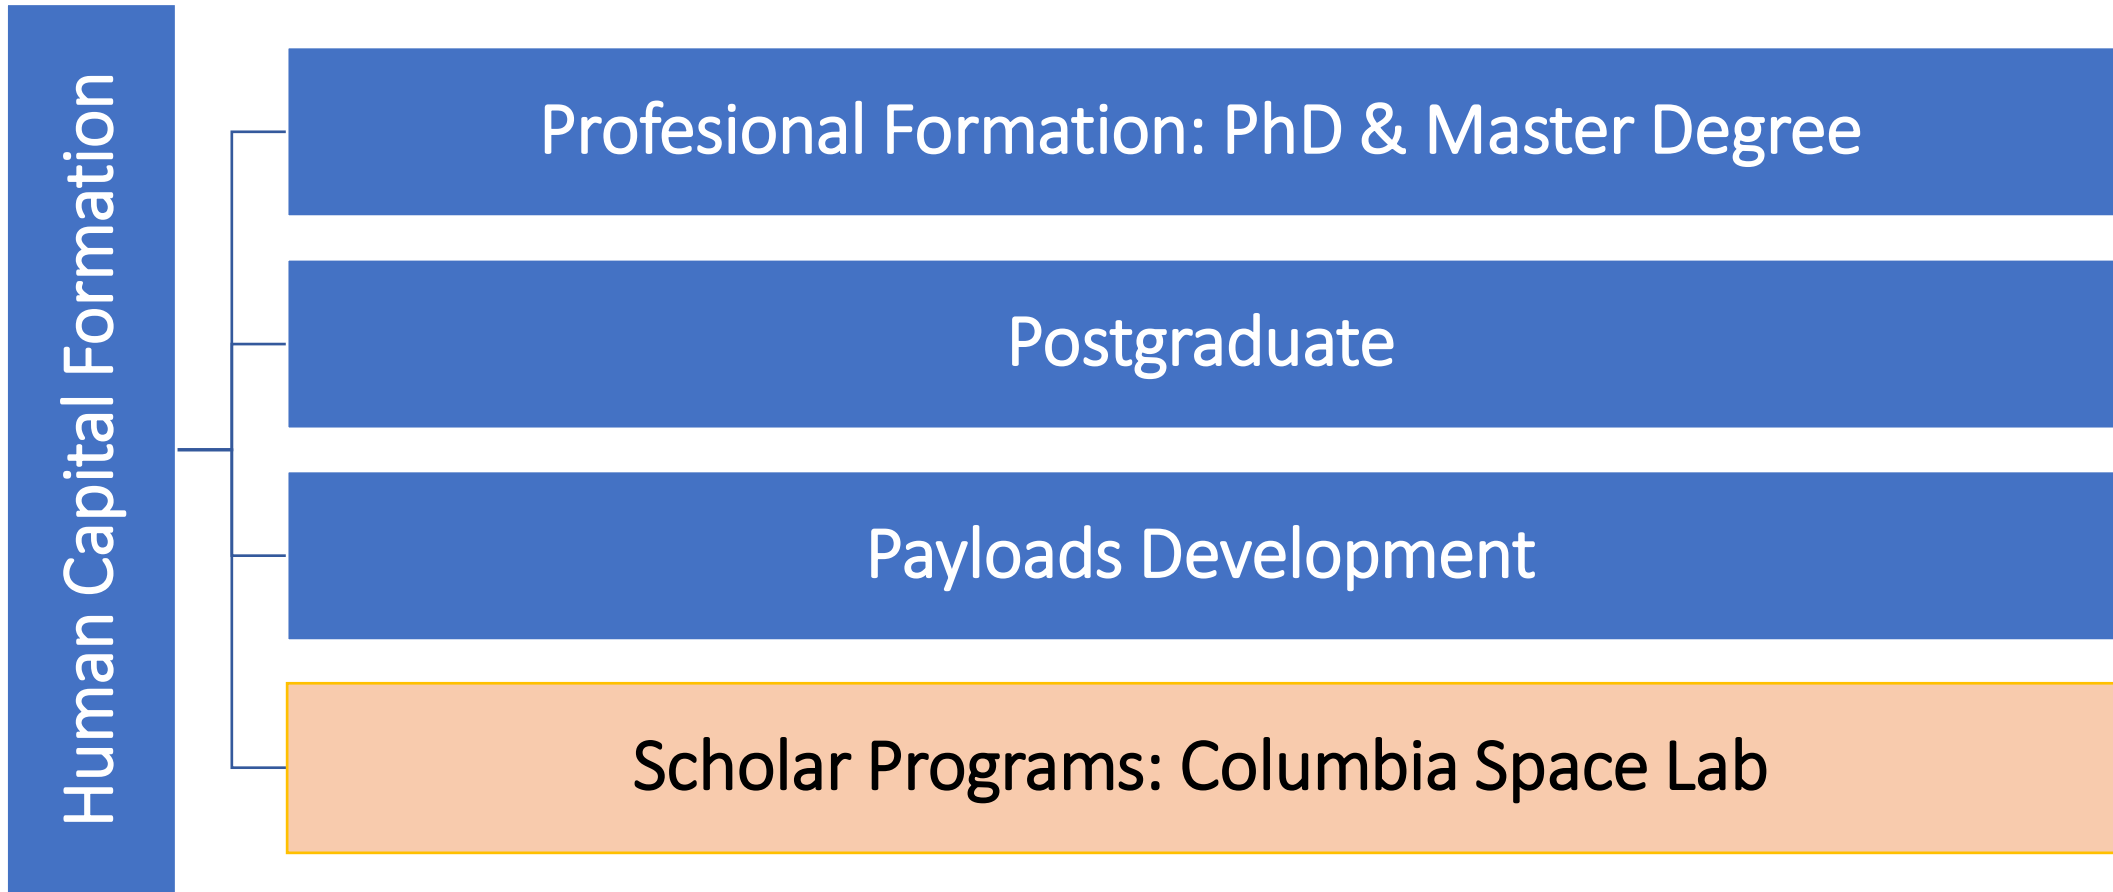 Human Capital Formation
Profesional Formation: PhD & Master Degree
Postgraduate
Payloads Development
Scholar Programs: Columbia Space Lab